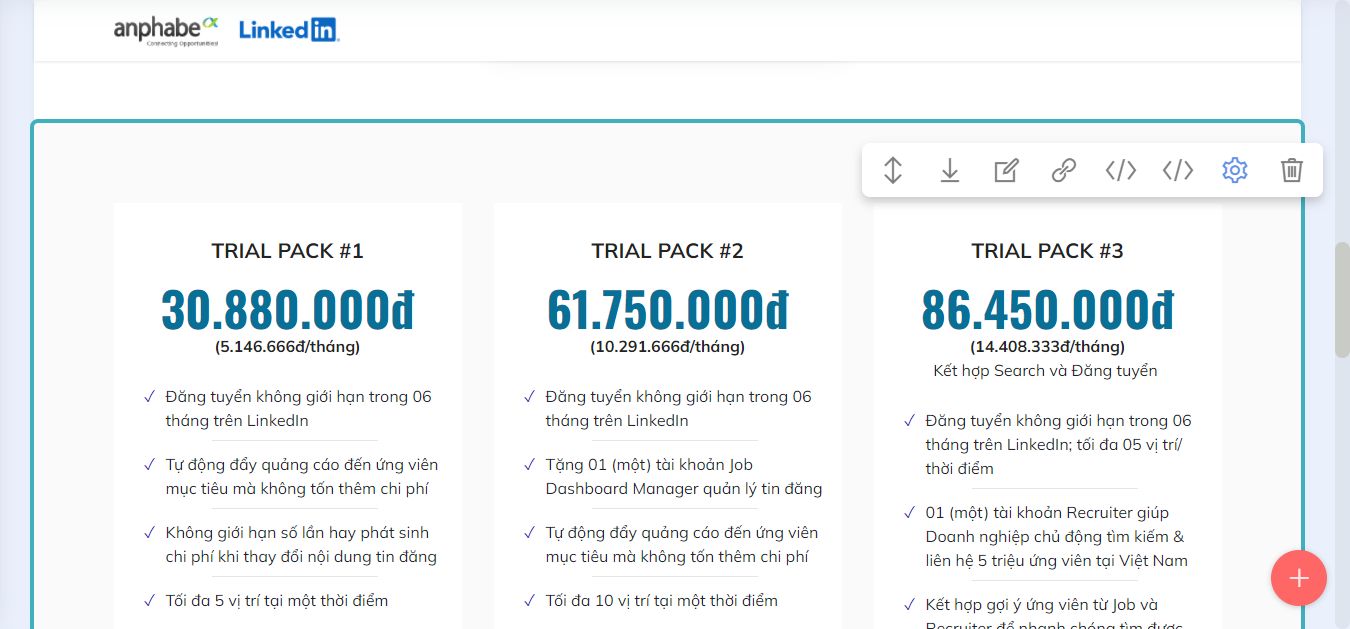 anphabe
Connecting Opportunities
LinkedIn
TRIAL PACK #1
30.880.000đ
(5.146.666đ/tháng)
Đăng tuyển không giới hạn trong 06
tháng trên LinkedIn
Tự động đẩy quảng cáo đến ứng viên
mục tiêu mà không tốn thêm chi phí
Không giới hạn số lần hay phát sinh
chi phí khi thay đổi nội dung tin đăng
Tối đa 5 vị trí tại một thời điểm
TRIAL PACK #2
61.750.000đ
(10.291.666đ/tháng)
Đăng tuyển không giới hạn trong 06
tháng trên LinkedIn
Tặng 01 (một) tài khoản Job
Dashboard Manager quản lý tin đăng
Tự động đẩy quảng cáo đến ứng viên
mục tiêu mà không tốn thêm chi phí
Tối đa 10 vị trí tại một thời điểm
TRIAL PACK #3
86.450.000đ
(14.408.333đ/tháng)
Kết hợp Search và Đăng tuyển
Đăng tuyển không giới hạn trong 06
tháng trên LinkedIn; tối đa 05 vị trí/
thời điểm
01 (một) tài khoản Recruiter giúp
Doanh nghiệp chủ động tìm kiếm &
liên hệ 5 triệu ứng viên tại Việt Nam
Kết hợp gợi ý ứng viên từ Job và
Recruiter để nhanh chóng tìm được